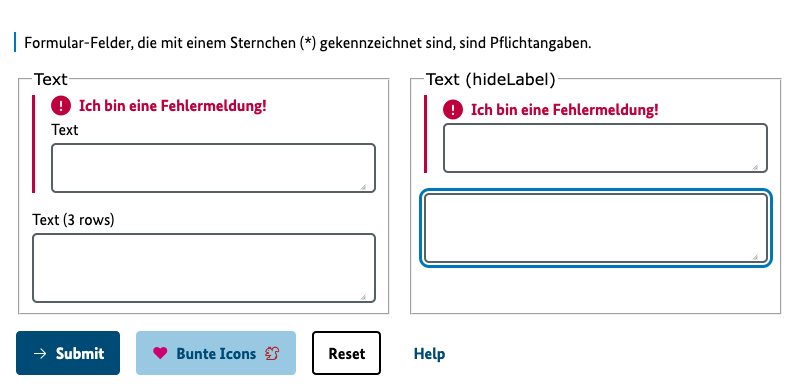 Formular-Felder, die mit einem Sternchen (*) gekennzeichnet sind, sind Pflichtangaben.
Text
Ich bin eine Fehlermeldung!
Text
Text (3 rows)
Text (hideLabel)
Ich bin eine Fehlermeldung!
Submit
Bunte Icons
Reset
Help